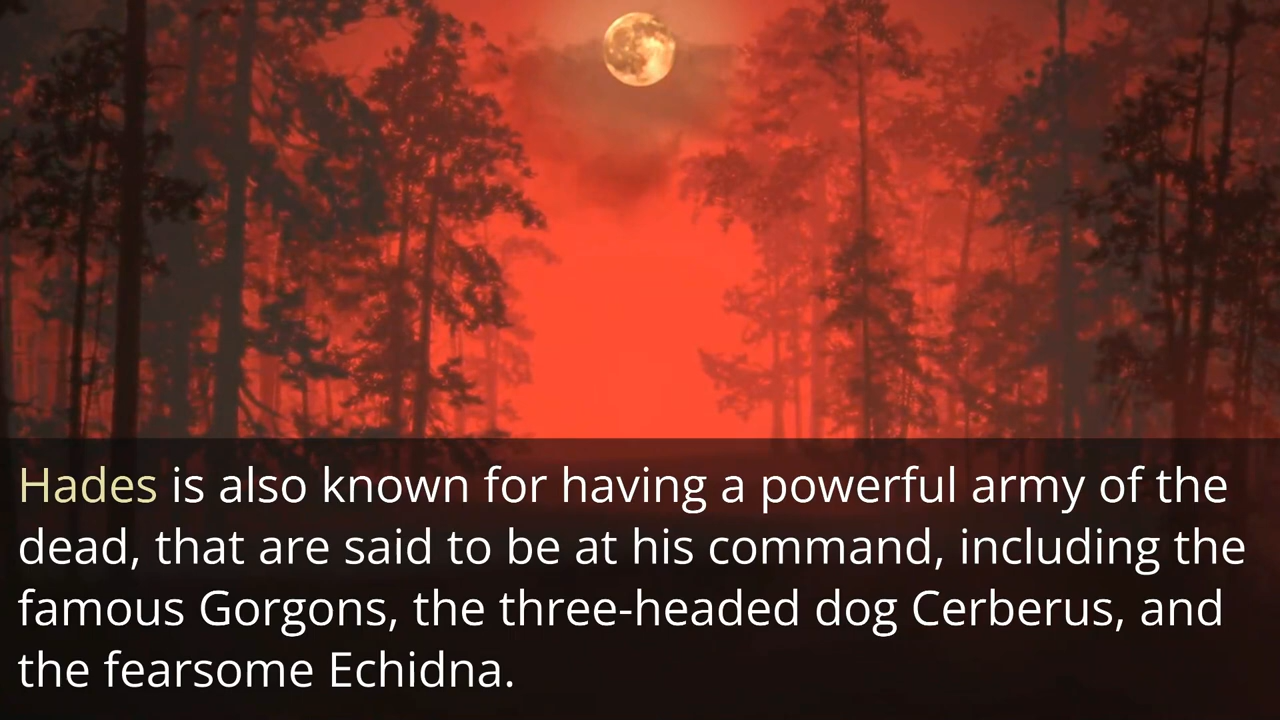 Hades is also known for having a powerful army of the
dead, that are said to be at his command, including the
famous Gorgons, the three-headed dog Cerberus, and
the fearsome Echidna.